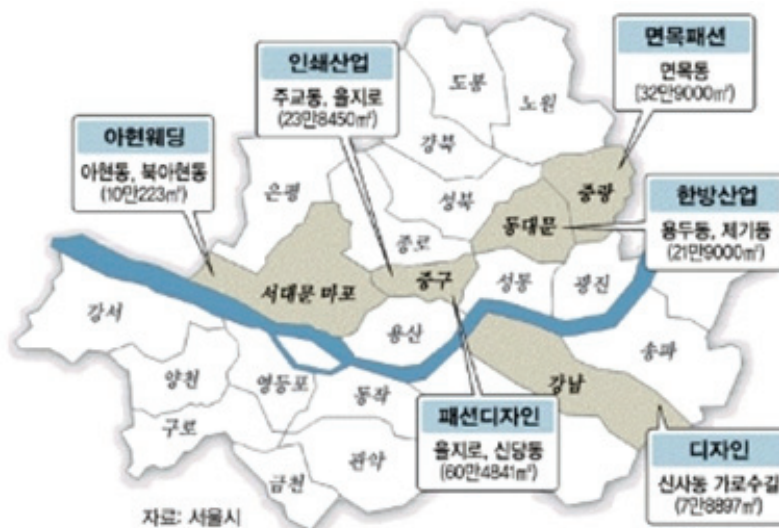 면목패션
면목동
(32만9000㎡)
인쇄산업
주교동, 을지로
(23만8450㎡)
아현웨딩
아현동, 북아현동
(10만223㎡)
한방산업
용두동, 제기동
(21만9000㎡)
패션디자인
을지로, 신당동
(60만4841㎡)
디자인
신사동 가로수길
(7만8897㎡)
도봉
노원
강북
은평
성북
중랑
동대문
종로
서대문 마포
중구
성동
광진
강서
용산
송파
양천
영등포
동작
강남
구로
관악
금천
자료: 서울시